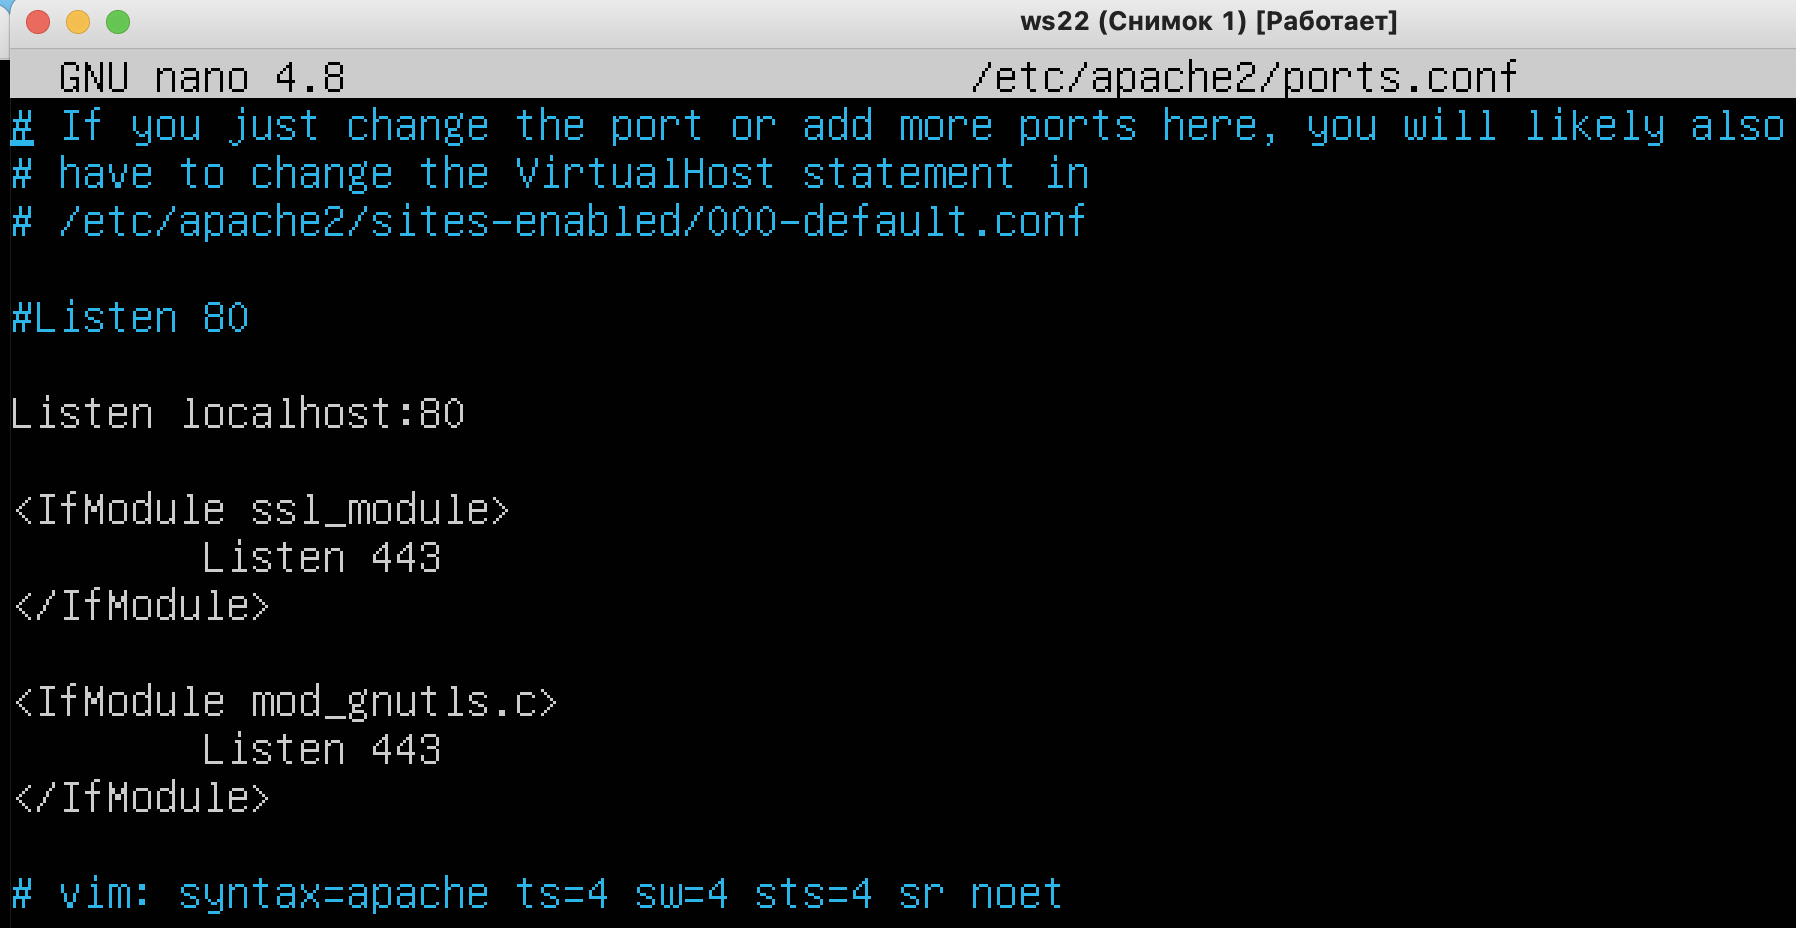 ws22 (Снимок 1) [Работает]
GNU nano 4.8 /etc/apache2/ports.conf
# If you just change the port or add more ports here, you will likely also
# have to change the VirtualHost statement in
# /etc/apache2/sites-enabled/000-default.conf
#Listen 80
Listen localhost:80
<IfModule ssl_module>
Listen 443
</IfModule>
<IfModule mod_gnutls.c>
Listen 443
</IfModule>
# vim: syntax=apache ts=4 sw=4 sts=4 sr noet